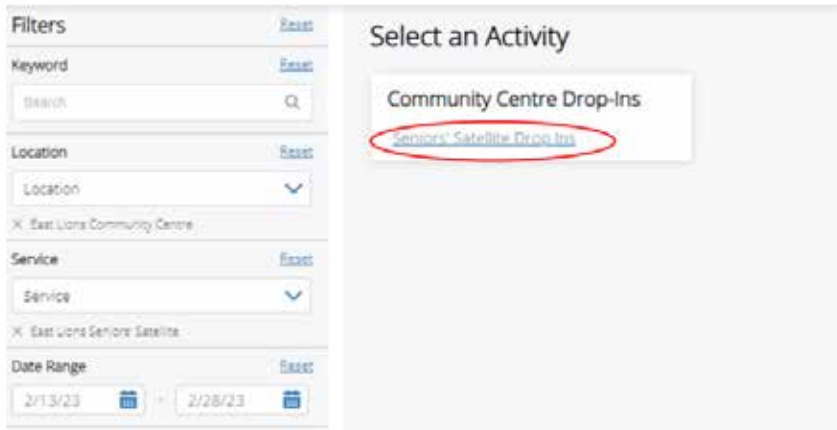 Filters Reset
Keyword Reset
Search
Location Reset
Location
× East Lions Community Centre
Service Reset
Service
× East Lions Seniors Satellite
Date Range Reset
2/13/23 - 2/28/23
Select an Activity
Community Centre Drop-Ins
Seniors' Satellite Drop Ins